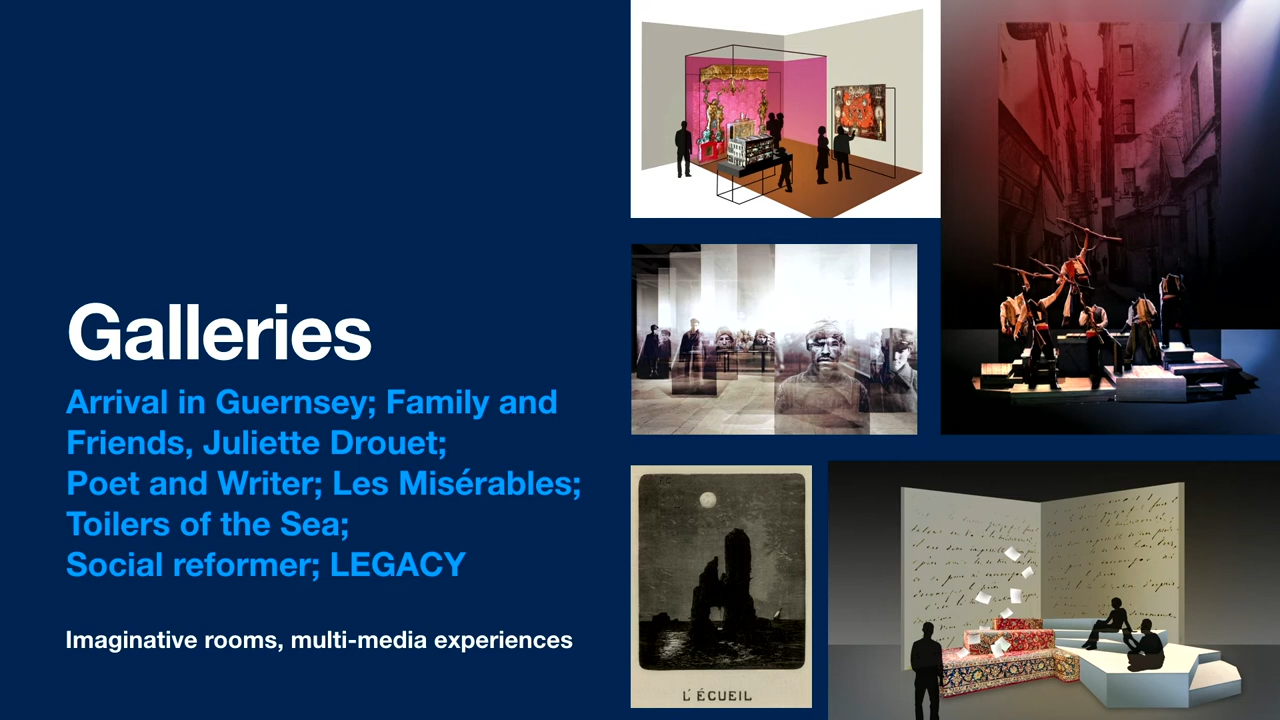 Galleries
Arrival in Guernsey; Family and
Friends, Juliette Drouet;
Poet and Writer; Les Misérables;
Toilers of the Sea;
Social reformer; LEGACY
Imaginative rooms, multi-media experiences
L'ÉCUEIL